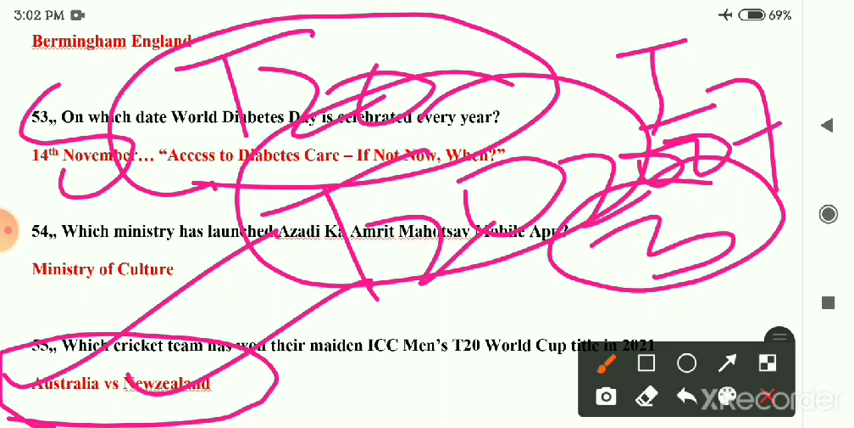 3:02 PM
69%
Bermingham England
53,, On which date World Diabetes Day is celebrated every year?
14th November… “Access to Diabetes Care – If Not Now, When?”
54,, Which ministry has launched Azadi Ka Amrit Mahotsav Mobile App?
Ministry of Culture
55,, Which cricket team has won their maiden ICC Men’s T20 World Cup title in 2021
Australia vs Newzealand
XRecorder